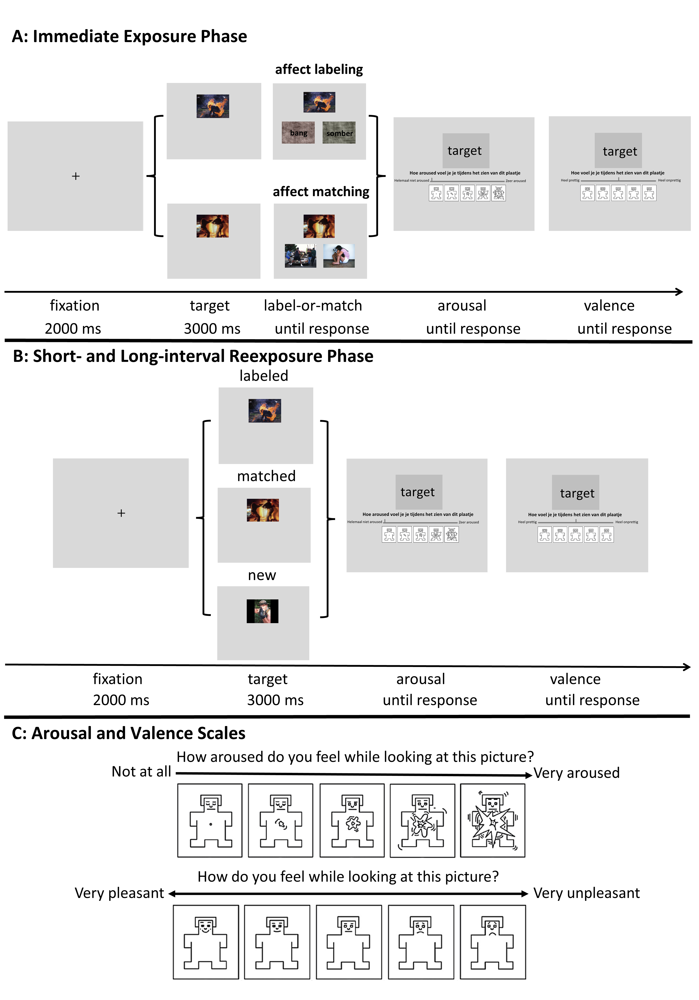 A: Immediate Exposure Phase
affect labeling
bang
somber
affect matching
+
target
Hoe aroused voel je je tijdens het zien van dit plaatje
Helemaal niet aroused
Zeer aroused
target
Hoe voel je je tijdens het zien van dit plaatje
Heel prettig
Heel onprettig
fixation
target
label-or-match
arousal
valence
2000 ms
3000 ms
until response
until response
until response
B: Short- and Long-interval Reexposure Phase
labeled
matched
new
+
target
Hoe aroused voel je je tijdens het zien van dit plaatje
Helemaal niet aroused
Zeer aroused
target
Hoe voel je je tijdens het zien van dit plaatje
Heel prettig
Heel onprettig
fixation
target
arousal
valence
2000 ms
3000 ms
until response
until response
C: Arousal and Valence Scales
How aroused do you feel while looking at this picture?
Not at all
Very aroused
How do you feel while looking at this picture?
Very pleasant
Very unpleasant